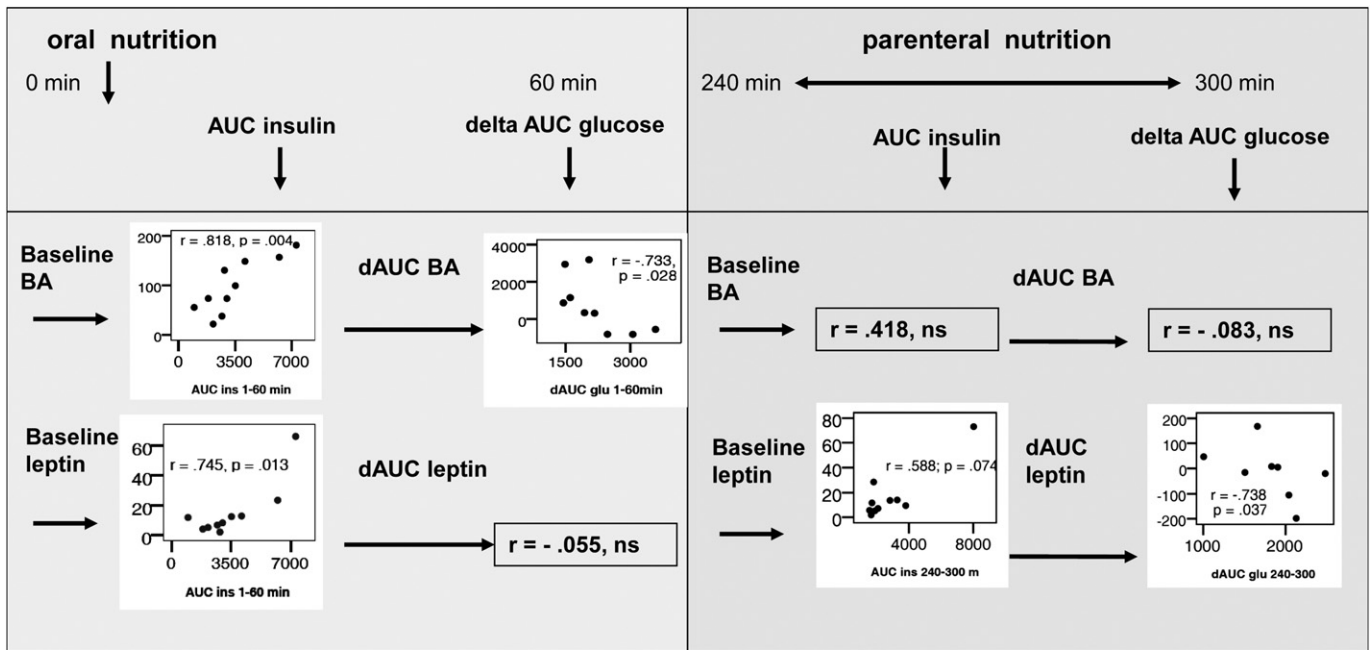 oral nutrition
0 min
60 min
AUC insulin
delta AUC glucose
parenteral nutrition
240 min
300 min
AUC insulin
delta AUC glucose
Baseline
BA
200
100
0
r = .818, p = .004
0
3500
7000
AUC ins 1-60 min
dAUC BA
4000
2000
0
r = -.733,
p = .028
1500
3000
dAUC glu 1-60min
Baseline
BA
r = .418, ns
dAUC BA
r = - .083, ns
Baseline
leptin
60
40
20
0
r = .745, p = .013
0
3500
7000
AUC ins 1-60 min
dAUC leptin
r = - .055, ns
Baseline
leptin
80
60
40
20
0
r = .588; p = .074
4000
8000
AUC ins 240-300 m
dAUC
leptin
200
100
0
-100
-200
r = -.738
p = .037
1000
2000
dAUC glu 240-300